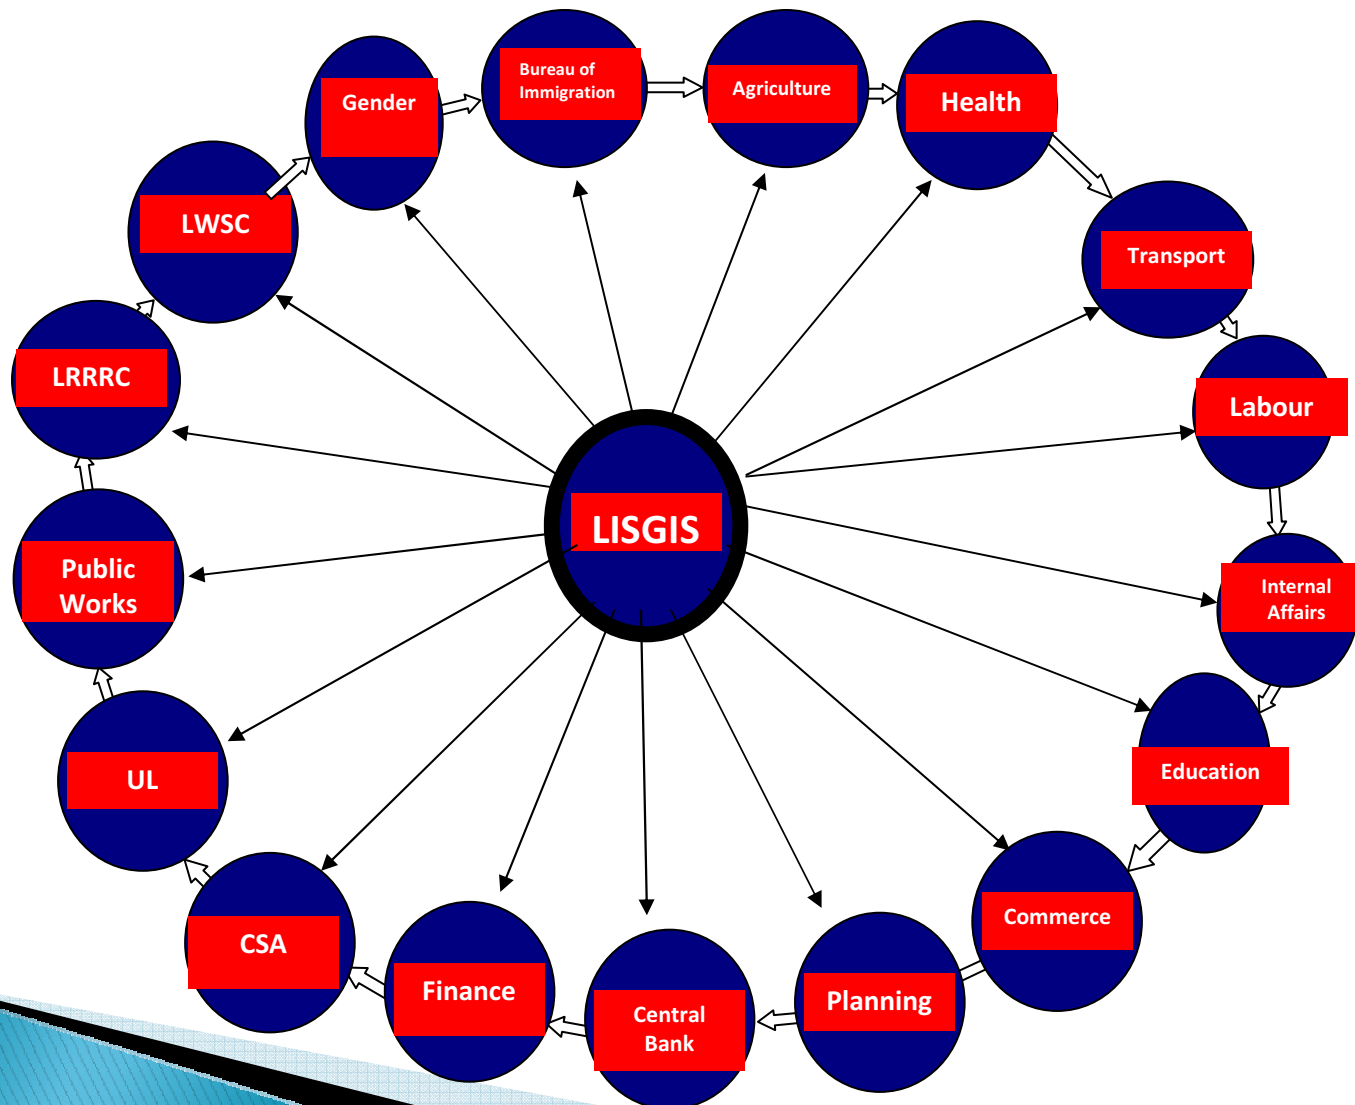 Bureau of
Immigration
Agriculture
Health
Gender
LWSC
Transport
LRRRC
Labour
LISGIS
Public
Works
Internal
Affairs
UL
Education
CSA
Commerce
Finance
Central
Bank
Planning